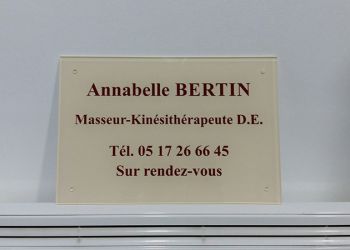 Annabelle BERTIN
Masseur-Kinésithérapeute D.E.
Tél. 05 17 26 66 45
Sur rendez-vous